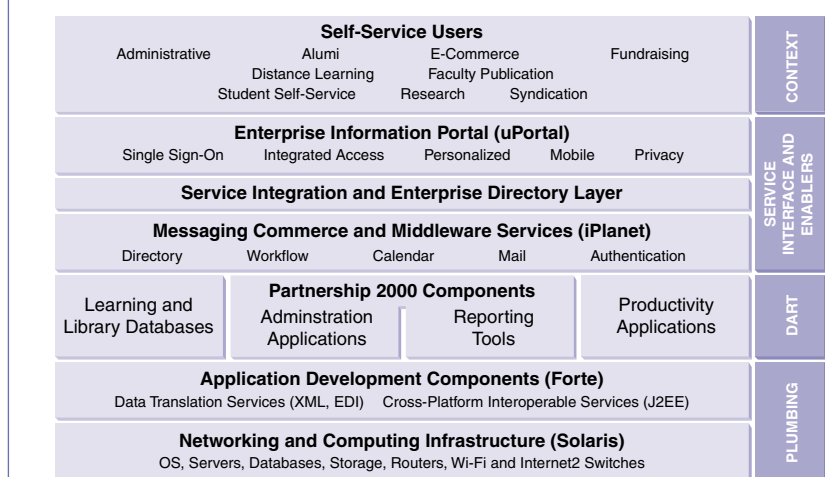 Self-Service Users
Administrative Alumi E-Commerce Fundraising
Distance Learning Faculty Publication
Student Self-Service Research Syndication
CONTEXT
Enterprise Information Portal (uPortal)
Single Sign-On Integrated Access Personalized Mobile Privacy
Service Integration and Enterprise Directory Layer
Messaging Commerce and Middleware Services (iPlanet)
Directory Workflow Calendar Mail Authentication
SERVICE
INTERFACE AND
ENABLERS
Learning and
Library Databases
Partnership 2000 Components
Adminstration
Applications
Reporting
Tools
Productivity
Applications
DART
Application Development Components (Forte)
Data Translation Services (XML, EDI) Cross-Platform Interoperable Services (J2EE)
Networking and Computing Infrastructure (Solaris)
OS, Servers, Databases, Storage, Routers, Wi-Fi and Internet2 Switches
PLUMBING